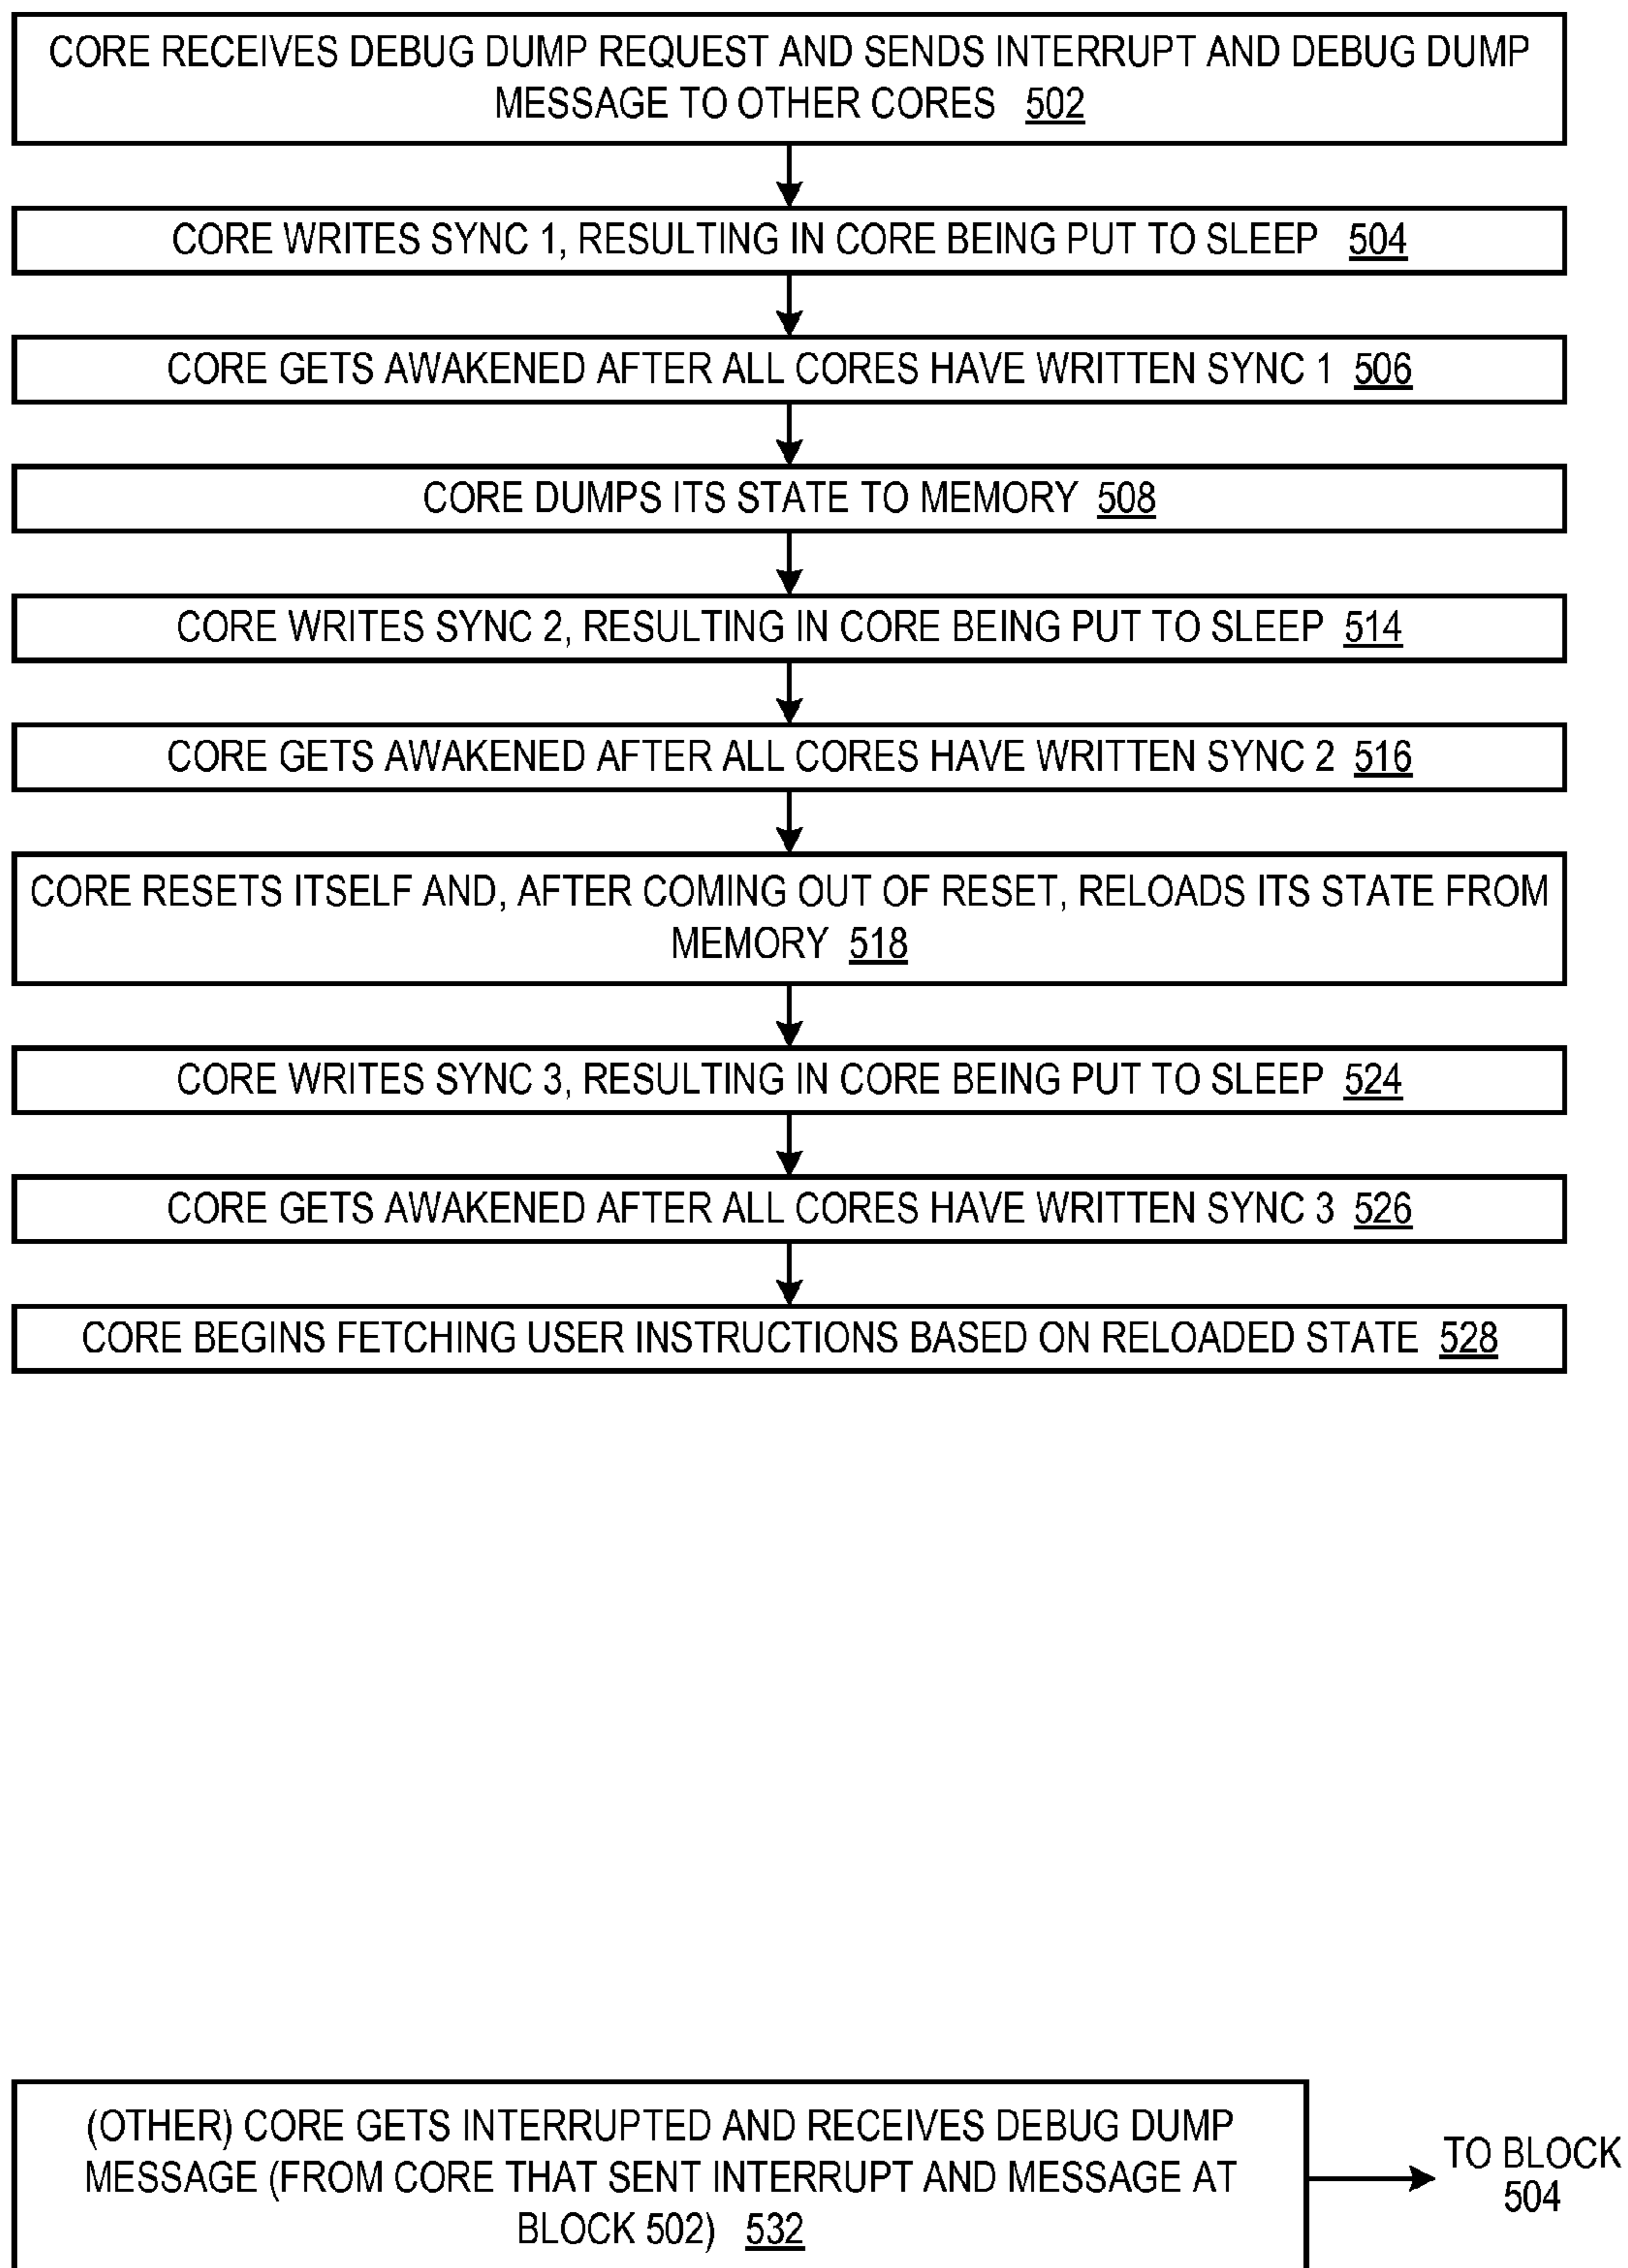 CORE RECEIVES DEBUG DUMP REQUEST AND SENDS INTERRUPT AND DEBUG DUMP
MESSAGE TO OTHER CORES 502
CORE WRITES SYNC 1, RESULTING IN CORE BEING PUT TO SLEEP 504
CORE GETS AWAKENED AFTER ALL CORES HAVE WRITTEN SYNC 1 506
CORE DUMPS ITS STATE TO MEMORY 508
CORE WRITES SYNC 2, RESULTING IN CORE BEING PUT TO SLEEP 514
CORE GETS AWAKENED AFTER ALL CORES HAVE WRITTEN SYNC 2 516
CORE RESETS ITSELF AND, AFTER COMING OUT OF RESET, RELOADS ITS STATE FROM
MEMORY 518
CORE WRITES SYNC 3, RESULTING IN CORE BEING PUT TO SLEEP 524
CORE GETS AWAKENED AFTER ALL CORES HAVE WRITTEN SYNC 3 526
CORE BEGINS FETCHING USER INSTRUCTIONS BASED ON RELOADED STATE 528
(OTHER) CORE GETS INTERRUPTED AND RECEIVES DEBUG DUMP
MESSAGE (FROM CORE THAT SENT INTERRUPT AND MESSAGE AT
BLOCK 502) 532
TO BLOCK
504